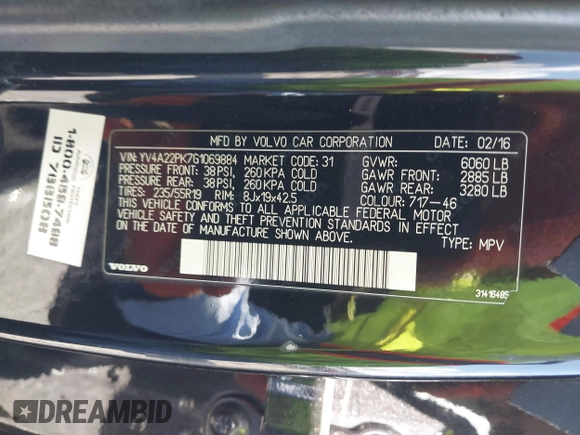 MFD BY VOLVO CAR CORPORATION 02/16
VIN: YV4A22PK7G1069884 MARKET CODE: 31 GVWR: 6060 LB
FRONT PRESSURE: 38 PSI, 260 KPA COLD GAWR FRONT: 2885 LB
REAR PRESSURE: 38 PSI, 260 KPA COLD GAWR REAR: 3280 LB
TIRES: 235/55R19 RIM: 8Jx19x42.5 COLOUR: 717-46
THIS VEHICLE CONFORMS TO ALL APPLICABLE FEDERAL MOTOR
VEHICLE SAFETY AND THEFT PREVENTION STANDARDS IN EFFECT ON THE
DATE OF MANUFACTURE SHOWN ABOVE. TYPE: MPV
VOLVO
31416485
1-800-458-7488
DREAMBID